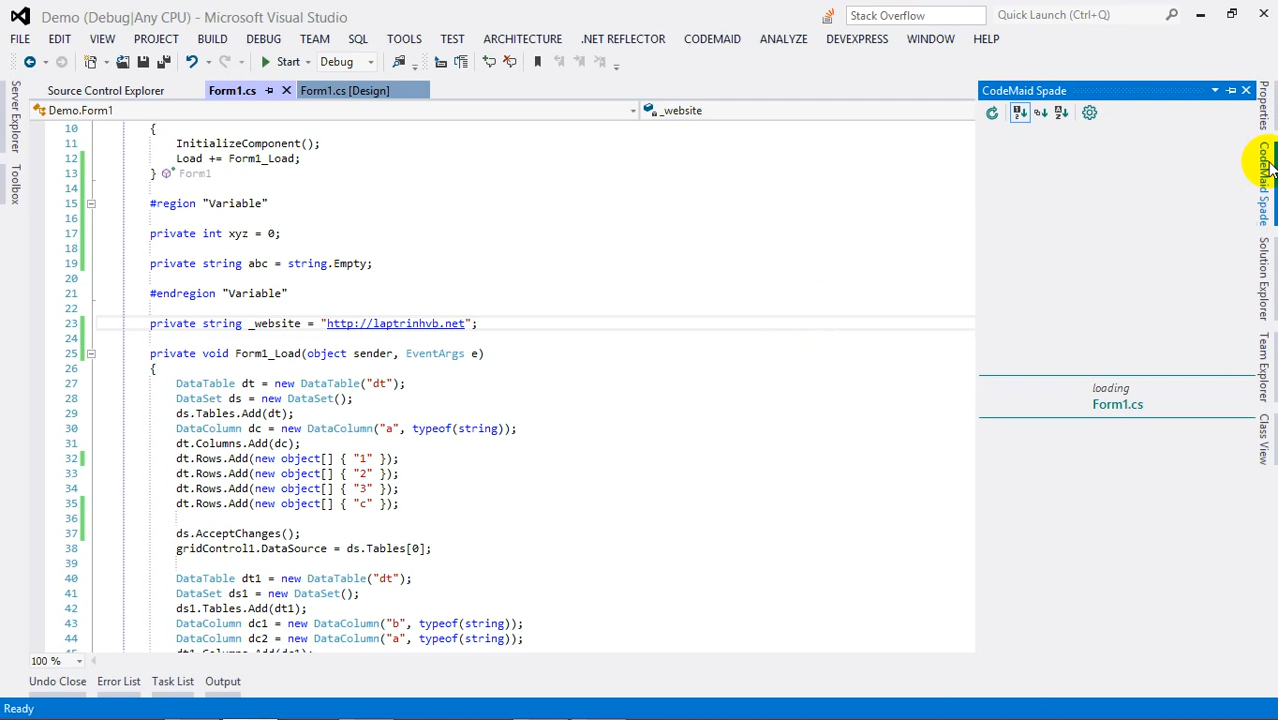 Demo (Debug|Any CPU) - Microsoft Visual Studio
Stack Overflow
Quick Launch (Ctrl+Q)
FILE EDIT VIEW PROJECT BUILD DEBUG TEAM SQL TOOLS TEST ARCHITECTURE .NET REFLECTOR CODEMAID ANALYZE DEVEXPRESS WINDOW HELP
Start Debug
Source Control Explorer Form1.cs Form1.cs [Design]
Demo.Form1 _website
10 {
11 InitializeComponent();
12 Load += Form1_Load;
13 } Form1
14
15 #region "Variable"
16
17 private int xyz = 0;
18
19 private string abc = string.Empty;
20
21 #endregion "Variable"
22
23 private string _website = "http://laptrinhvb.net";
24
25 private void Form1_Load(object sender, EventArgs e)
26 {
27 DataTable dt = new DataTable("dt");
28 DataSet ds = new DataSet();
29 ds.Tables.Add(dt);
30 DataColumn dc = new DataColumn("a", typeof(string));
31 dt.Columns.Add(dc);
32 dt.Rows.Add(new object[] { "1" });
33 dt.Rows.Add(new object[] { "2" });
34 dt.Rows.Add(new object[] { "3" });
35 dt.Rows.Add(new object[] { "c" });
36
37 ds.AcceptChanges();
38 gridControl1.DataSource = ds.Tables[0];
39
40 DataTable dt1 = new DataTable("dt");
41 DataSet ds1 = new DataSet();
42 ds1.Tables.Add(dt1);
43 DataColumn dc1 = new DataColumn("b", typeof(string));
44 DataColumn dc2 = new DataColumn("a", typeof(string));
100 %
Server Explorer
Toolbox
CodeMaid Spade
loading
Form1.cs
Properties
CodeMaid Spade
Solution Explorer
Team Explorer
Class View
Undo Close Error List Task List Output
Ready